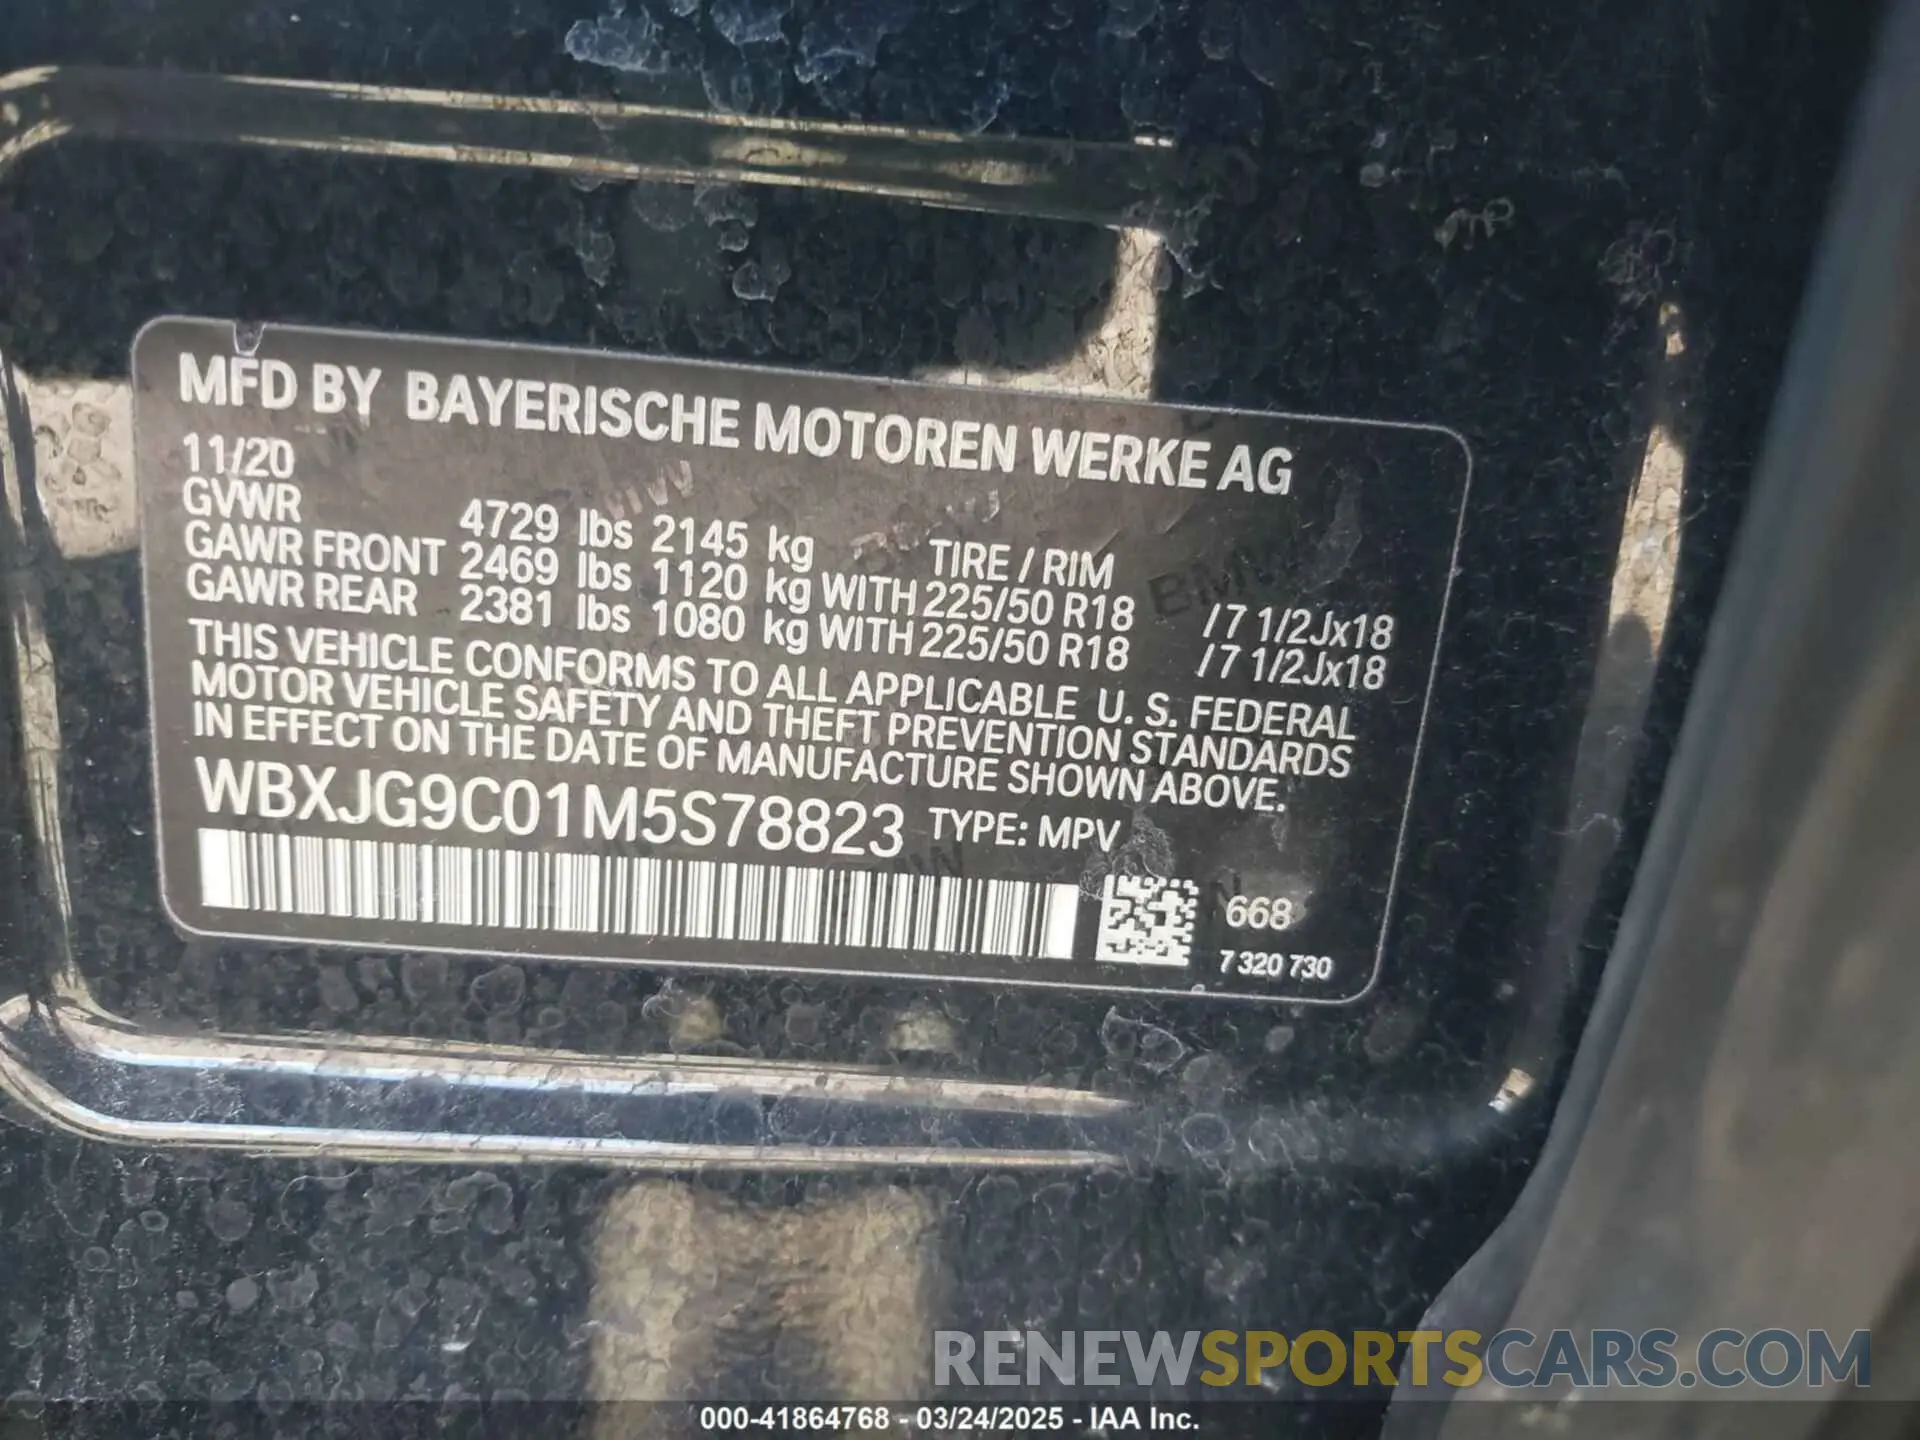 MFD BY BAYERISCHE MOTOREN WERKE AG
11/20
GVWR 4729 lbs 2145 kg TIRE / RIM
GAWR FRONT 2469 lbs 1120 kg WITH 225/50 R18 /7 1/2Jx18
GAWR REAR 2381 lbs 1080 kg WITH 225/50 R18 /7 1/2Jx18
THIS VEHICLE CONFORMS TO ALL APPLICABLE U. S. FEDERAL
MOTOR VEHICLE SAFETY AND THEFT PREVENTION STANDARDS
IN EFFECT ON THE DATE OF MANUFACTURE SHOWN ABOVE.
WBXJG9C01M5S78823 TYPE: MPV
668
7 320 730
RENEWSPORTSCARS.COM
000-41864768 - 03/24/2025 - IAA Inc.